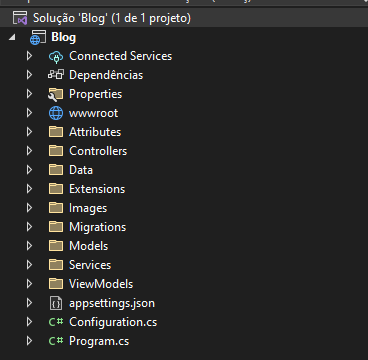 Solução 'Blog' (1 de 1 projeto)
Blog
Connected Services
Dependências
Properties
wwwroot
Attributes
Controllers
Data
Extensions
Images
Migrations
Models
Services
ViewModels
appsettings.json
C# Configuration.cs
C# Program.cs